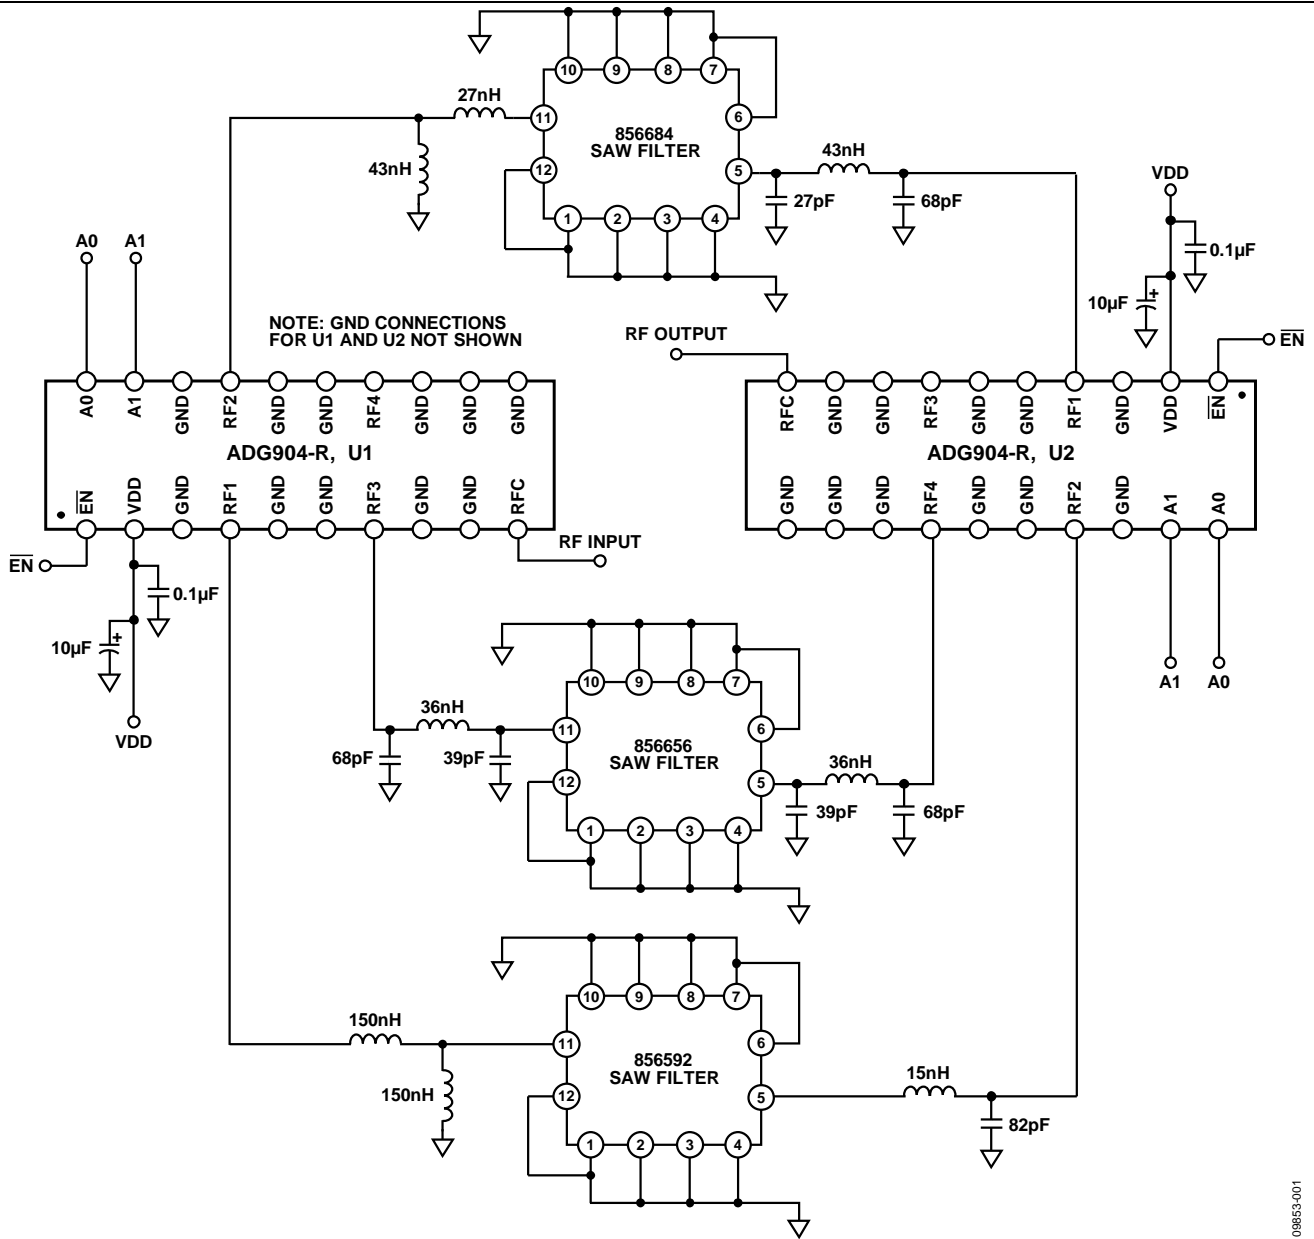 10
9
8
7
27nH
11
6
856684
SAW FILTER
43nH
12
5
43nH
27pF
68pF
1
2
3
4
VDD
0.1µF
10µF
+
A0
A1
NOTE: GND CONNECTIONS
FOR U1 AND U2 NOT SHOWN
RF OUTPUT
EN
A0
A1
GND
RF2
GND
GND
RF4
GND
GND
GND
ADG904-R, U1
EN
VDD
GND
RF1
GND
GND
RF3
GND
GND
RFC
RFC
GND
GND
RF3
GND
GND
RF1
GND
VDD
EN
ADG904-R, U2
GND
GND
GND
RF4
GND
GND
RF2
GND
A1
A0
EN
RF INPUT
0.1µF
10µF
+
VDD
A1
A0
10
9
8
7
36nH
11
6
68pF
39pF
856656
SAW FILTER
12
5
36nH
39pF
68pF
1
2
3
4
10
9
8
7
150nH
11
6
150nH
856592
SAW FILTER
12
5
15nH
82pF
1
2
3
4
09853-001